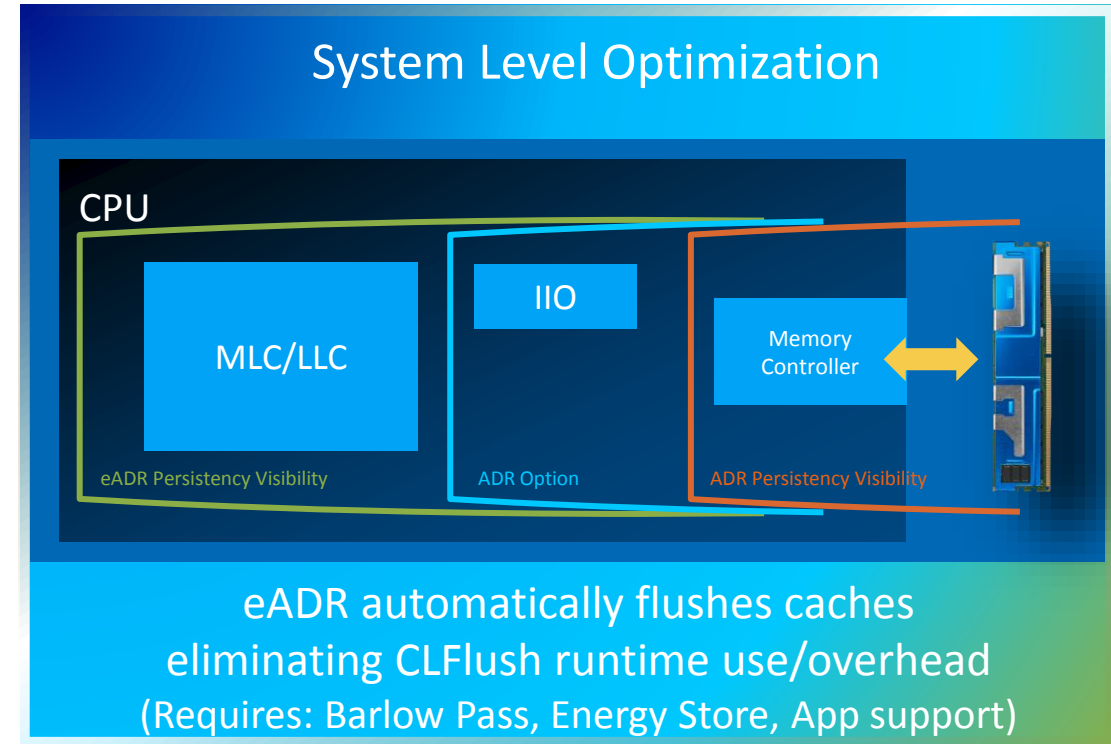 System Level Optimization
CPU
IIO
MLC/LLC
Memory
Controller
eADR Persistency Visibility
ADR Option
ADR Persistency Visibility
eADR automatically flushes caches
eliminating CLFlush runtime use/overhead
(Requires: Barlow Pass, Energy Store, App support)